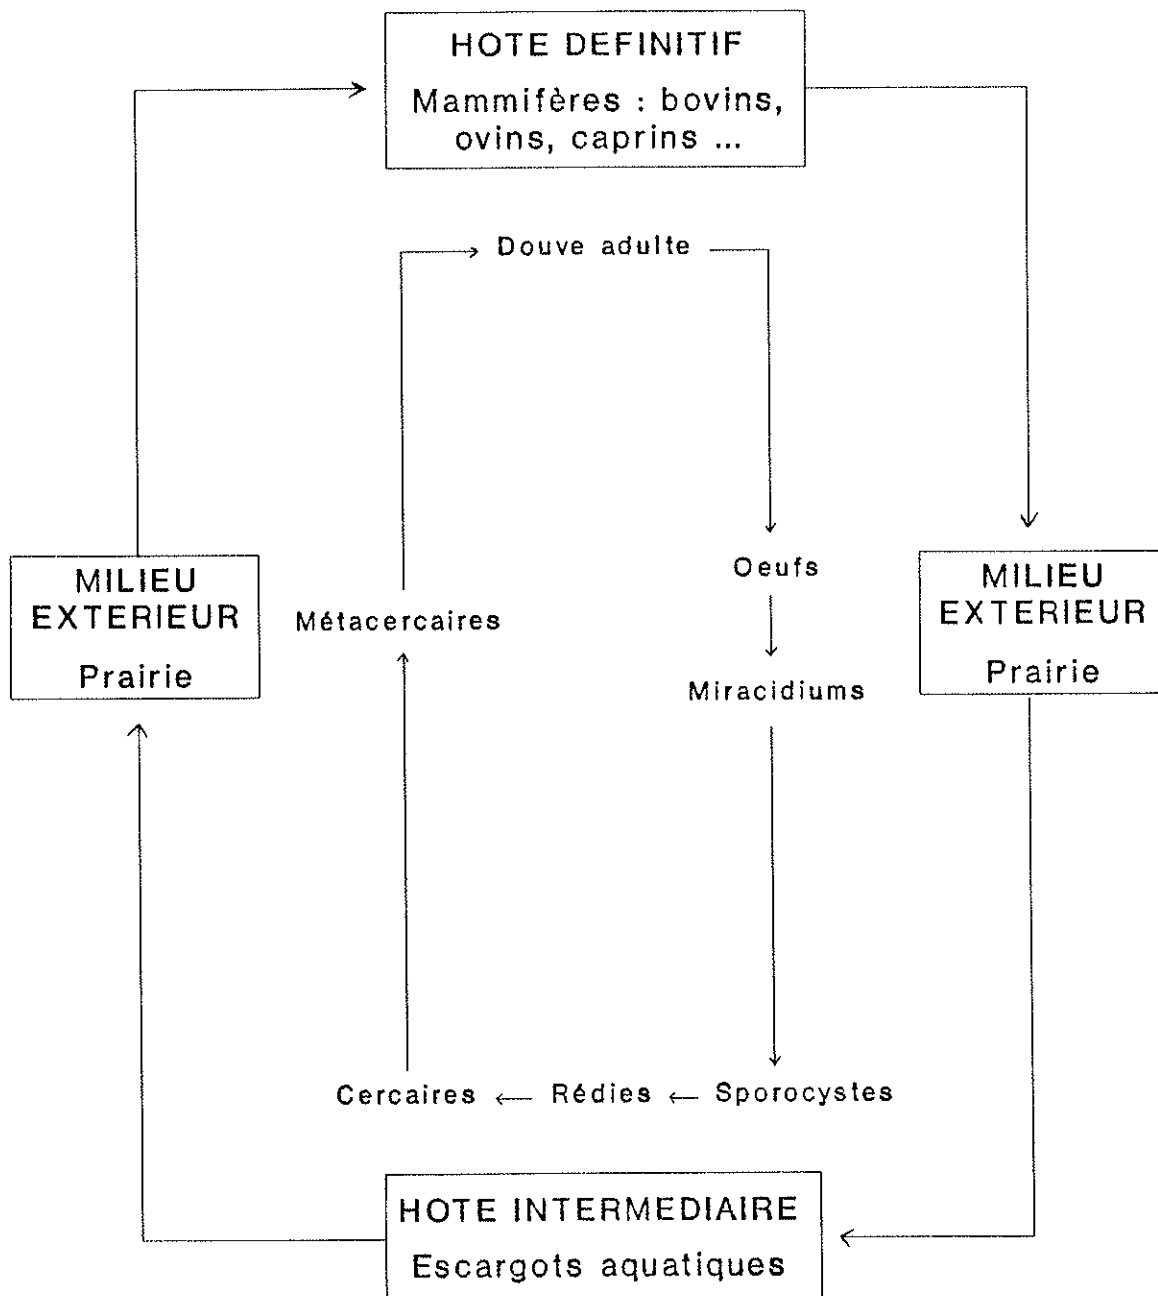 HOTE DEFINITIF
Mammifères : bovins,
ovins, caprins ...
Douve adulte
MILIEU
EXTERIEUR
Prairie
Métacercaires
Oeufs
Miracidiums
MILIEU
EXTERIEUR
Prairie
Cercaires ← Rédies ← Sporocystes
HOTE INTERMEDIAIRE
Escargots aquatiques